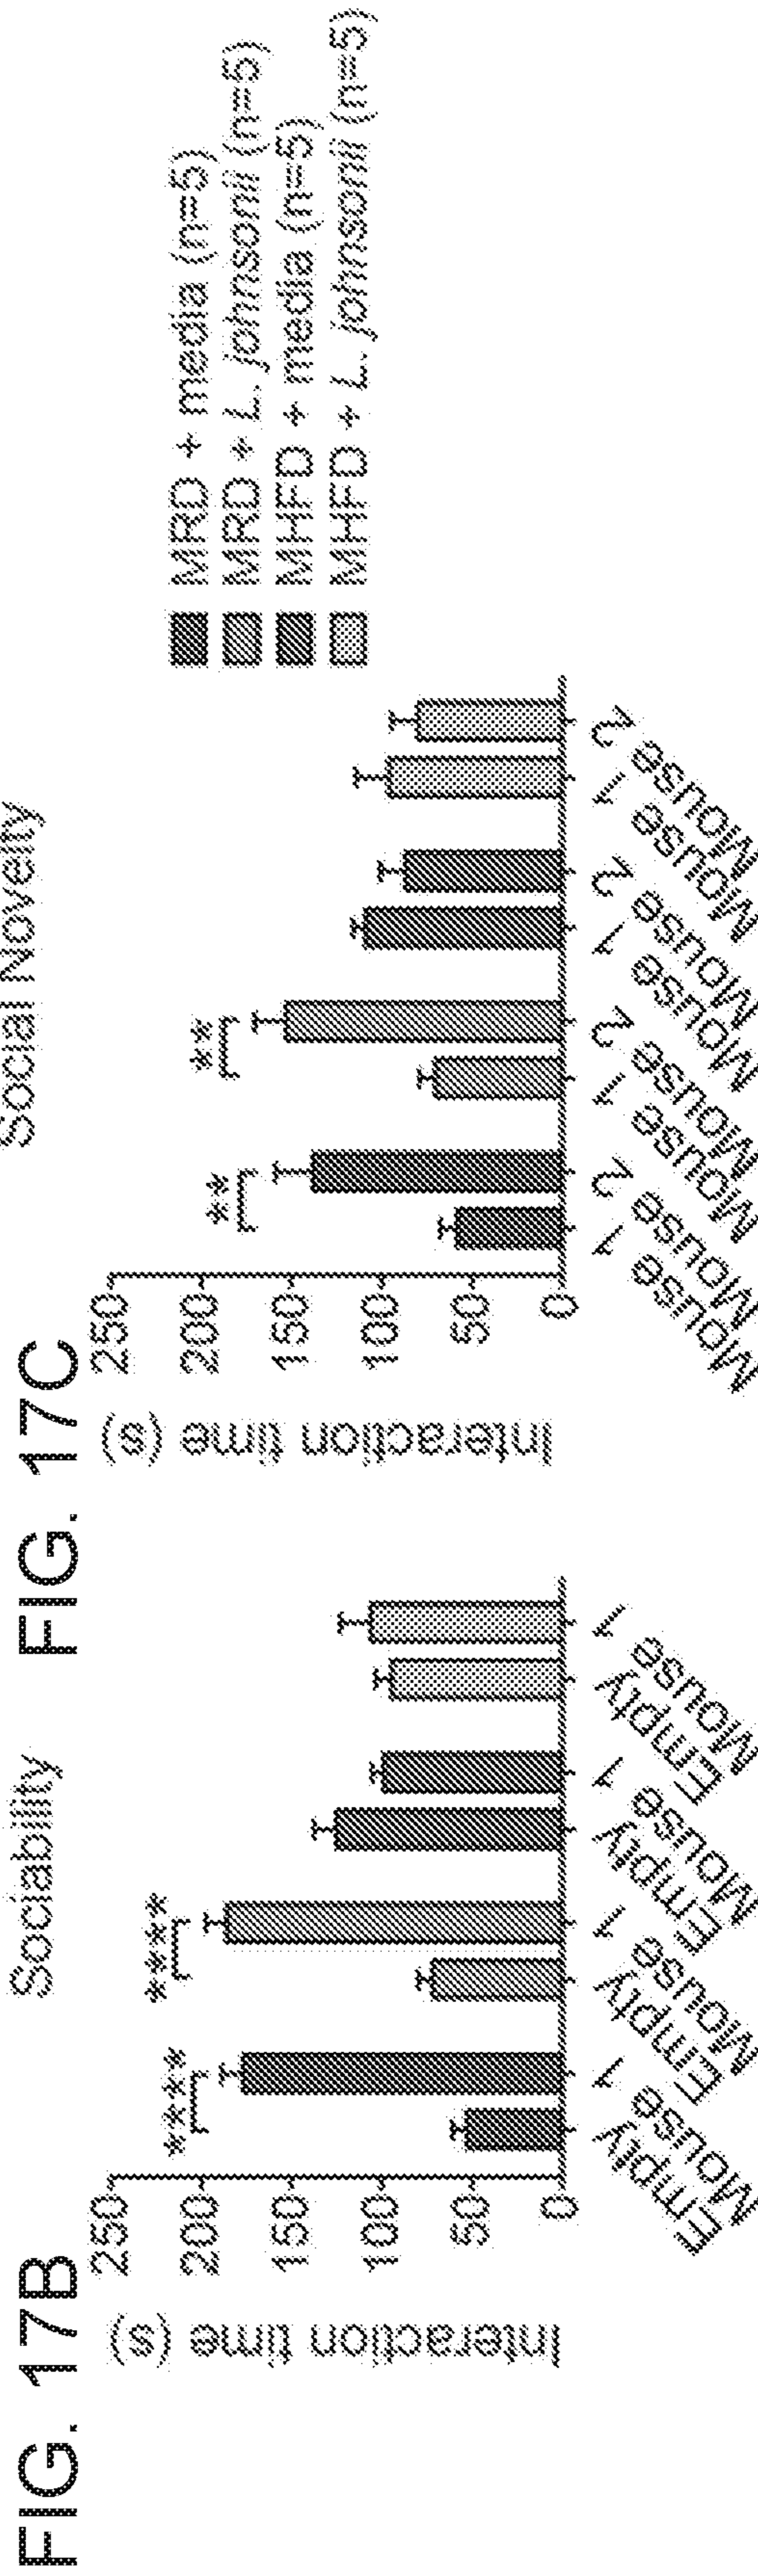 FIG. 17B
Sociability
****
****
Interaction time (s)
250
200
150
100
50
0
Empty
Mouse 1
Empty
Mouse 1
Empty
Mouse 1
Empty
Mouse 1
FIG. 17C
Social Novelty
**
**
Interaction time (s)
250
200
150
100
50
0
Mouse 1
Mouse 2
Mouse 1
Mouse 2
Mouse 1
Mouse 2
Mouse 1
Mouse 2
MRD + media (n=5)
MRD + L. johnsonii (n=5)
MHFD + media (n=5)
MHFD + L. johnsonii (n=5)